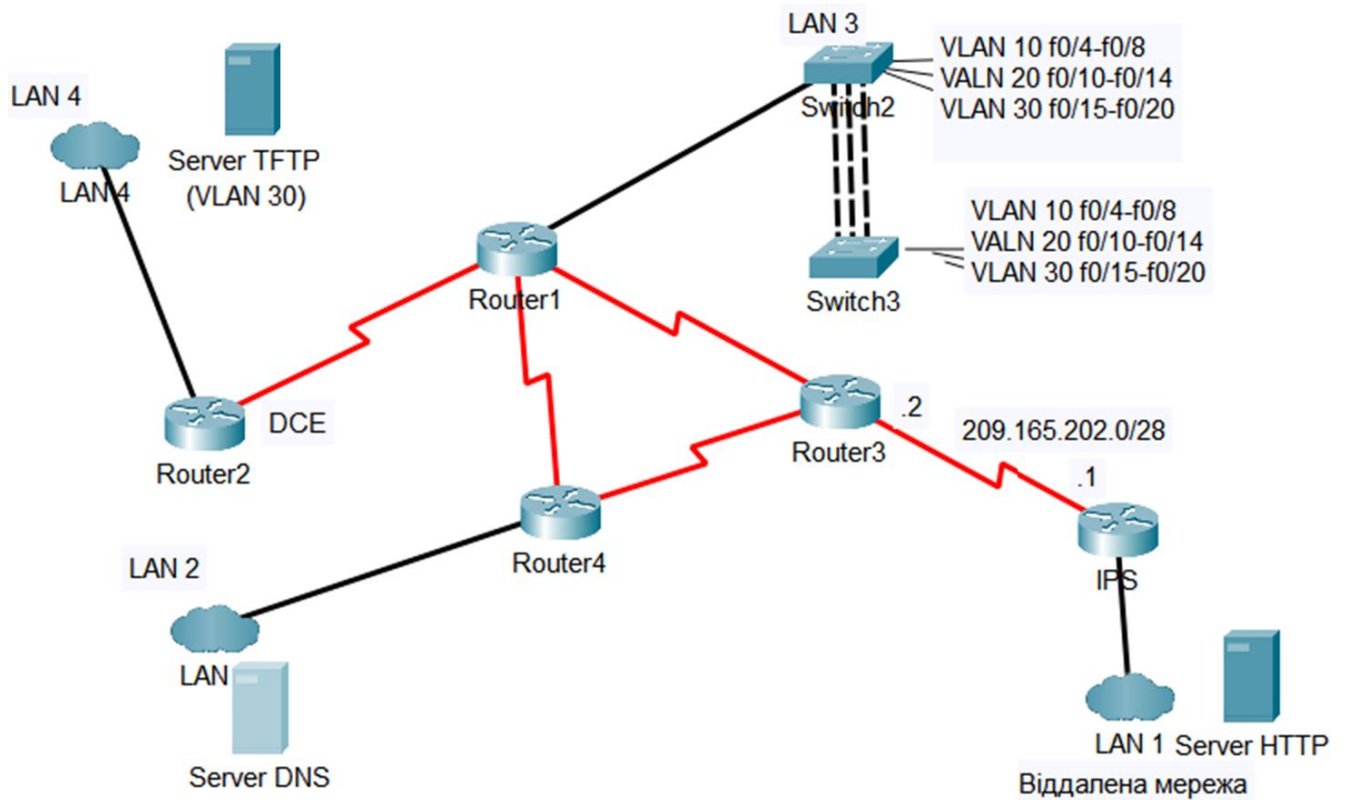 LAN 3
VLAN 10 f0/4-f0/8
VALN 20 f0/10-f0/14
VLAN 30 f0/15-f0/20
Switch2
LAN 4
LAN 4
Server TFTP
(VLAN 30)
VLAN 10 f0/4-f0/8
VALN 20 f0/10-f0/14
VLAN 30 f0/15-f0/20
Switch3
Router1
DCE
Router2
.2
Router3
209.165.202.0/28
.1
IPS
Router4
LAN 2
LAN
Server DNS
LAN 1
Server HTTP
Віддалена мережа